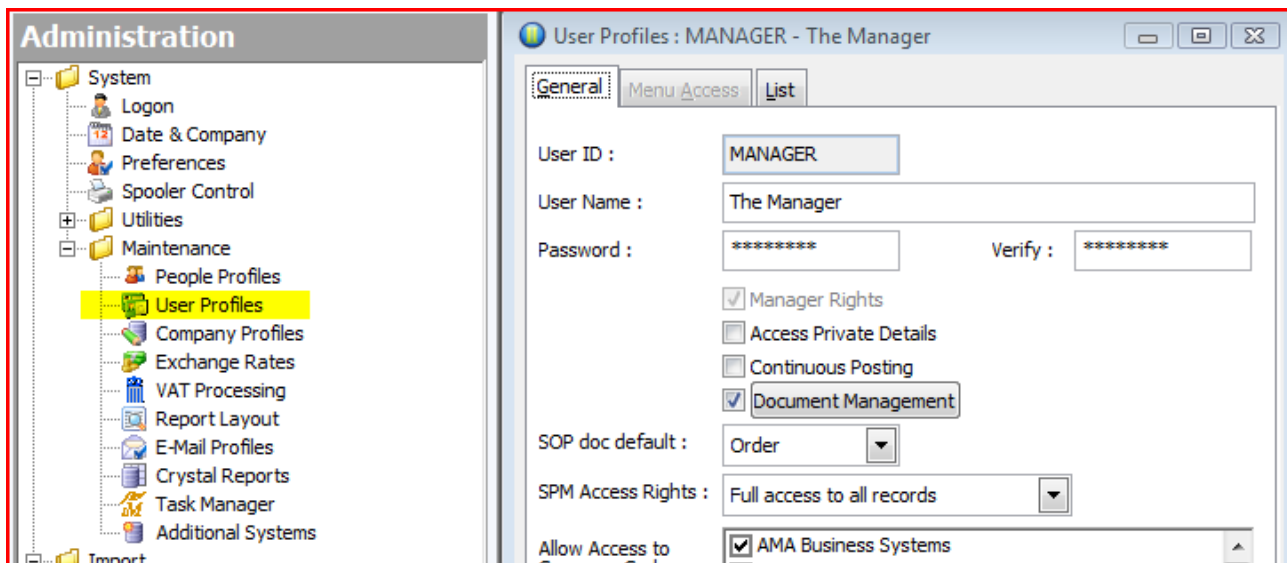 Administration
System
Logon
12
Date & Company
Preferences
Spooler Control
Utilities
Maintenance
People Profiles
User Profiles
Company Profiles
Exchange Rates
VAT Processing
Report Layout
E-Mail Profiles
Crystal Reports
Task Manager
Additional Systems
Import
User Profiles : MANAGER - The Manager
General Menu Access List
User ID : MANAGER
User Name : The Manager
Password : ******** Verify : ********
Manager Rights
Access Private Details
Continuous Posting
Document Management
SOP doc default : Order
SPM Access Rights : Full access to all records
Allow Access to AMA Business Systems